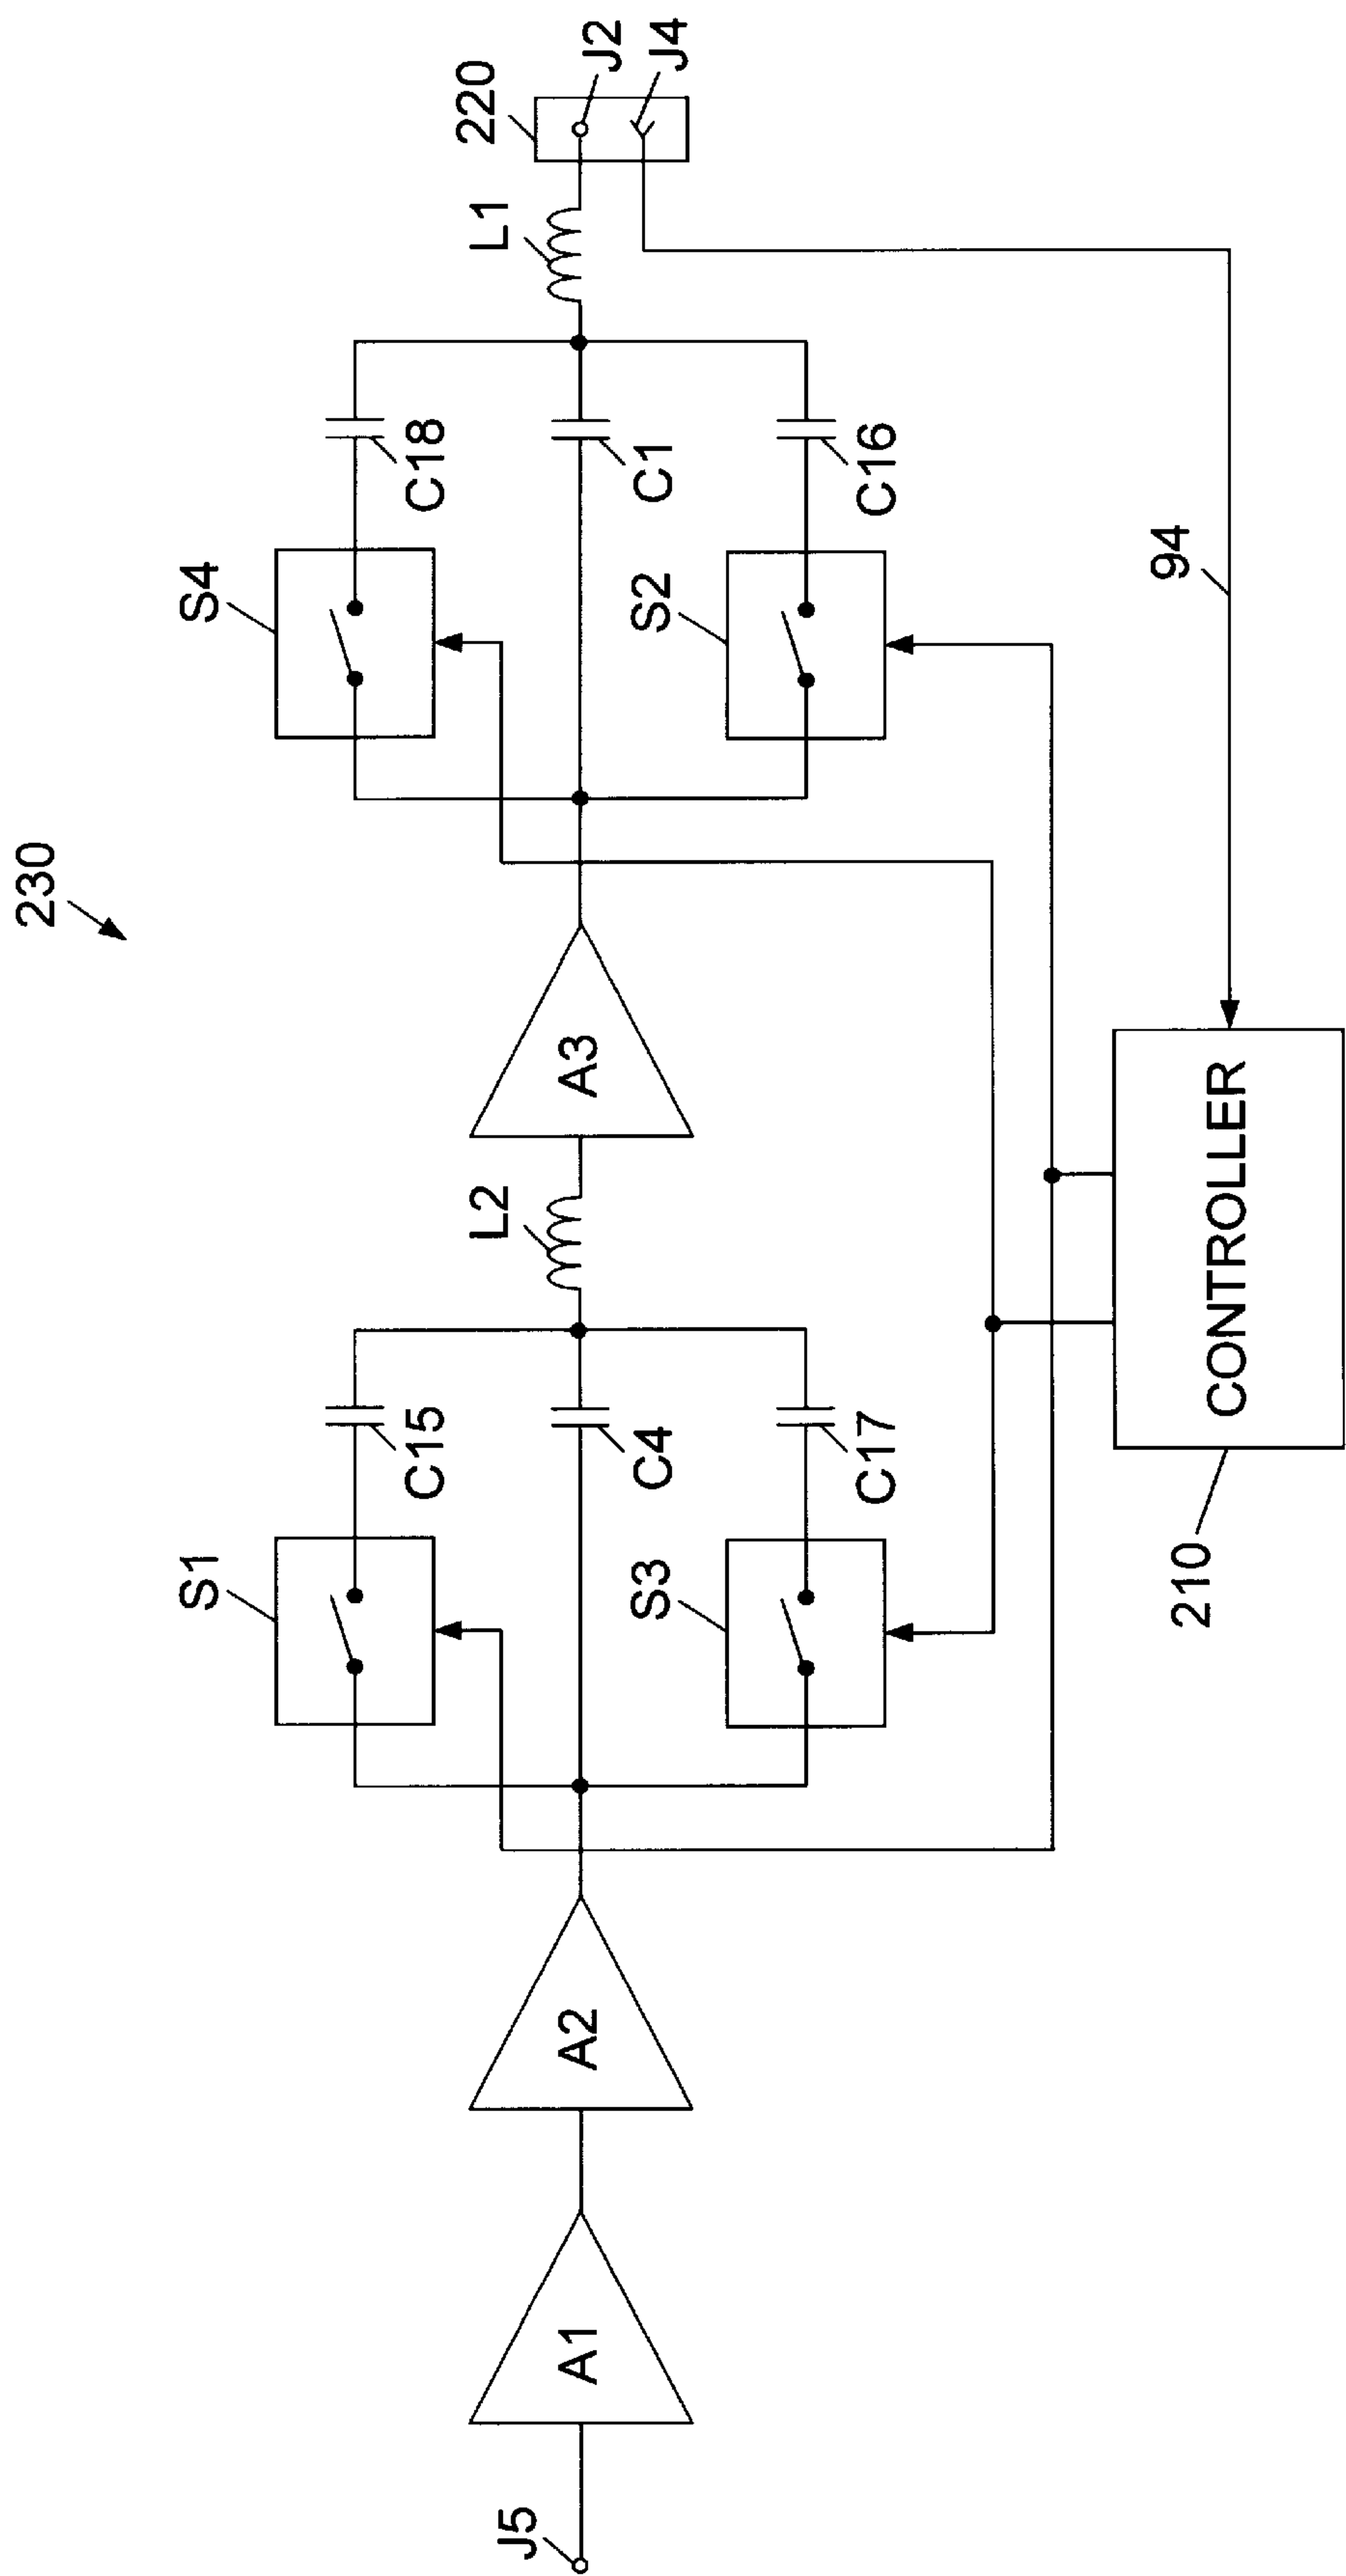 230
S1
S4
C15
C18
L2
L1
220
J2
J4
J5
A1
A2
A3
C4
C1
S3
S2
C17
C16
94
210
CONTROLLER